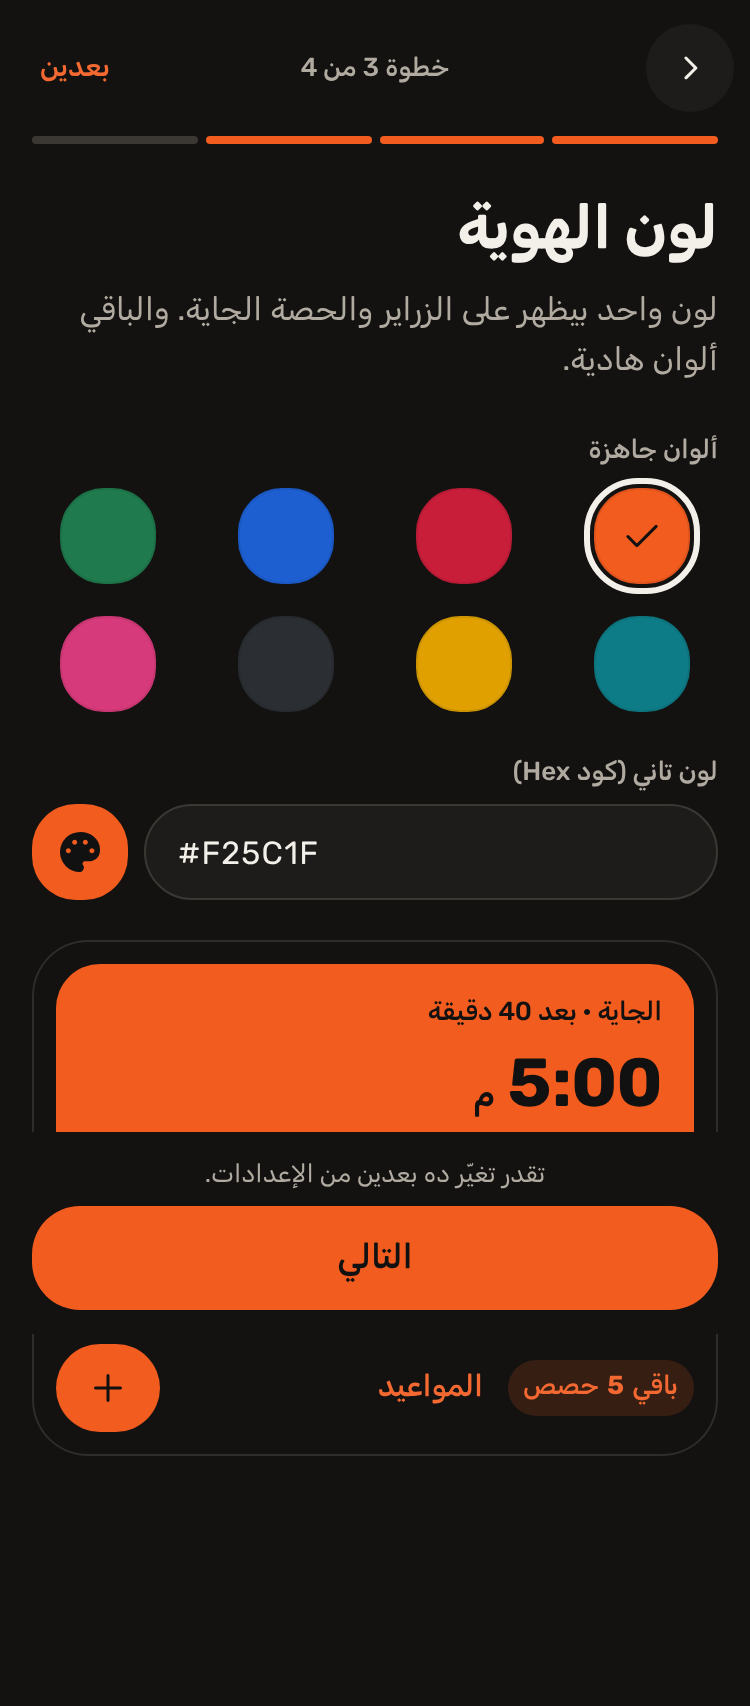 خطوة 3 من 4
بعدين
لون الهوية
لون واحد بيظهر على الزراير والحصة الجاية. والباقي
ألوان هادية.
ألوان جاهزة
لون تاني (كود Hex)
#F25C1F
الجاية • بعد 40 دقيقة
5:00 م
تقدر تغيّر ده بعدين من الإعدادات.
التالي
باقي 5 حصص
المواعيد